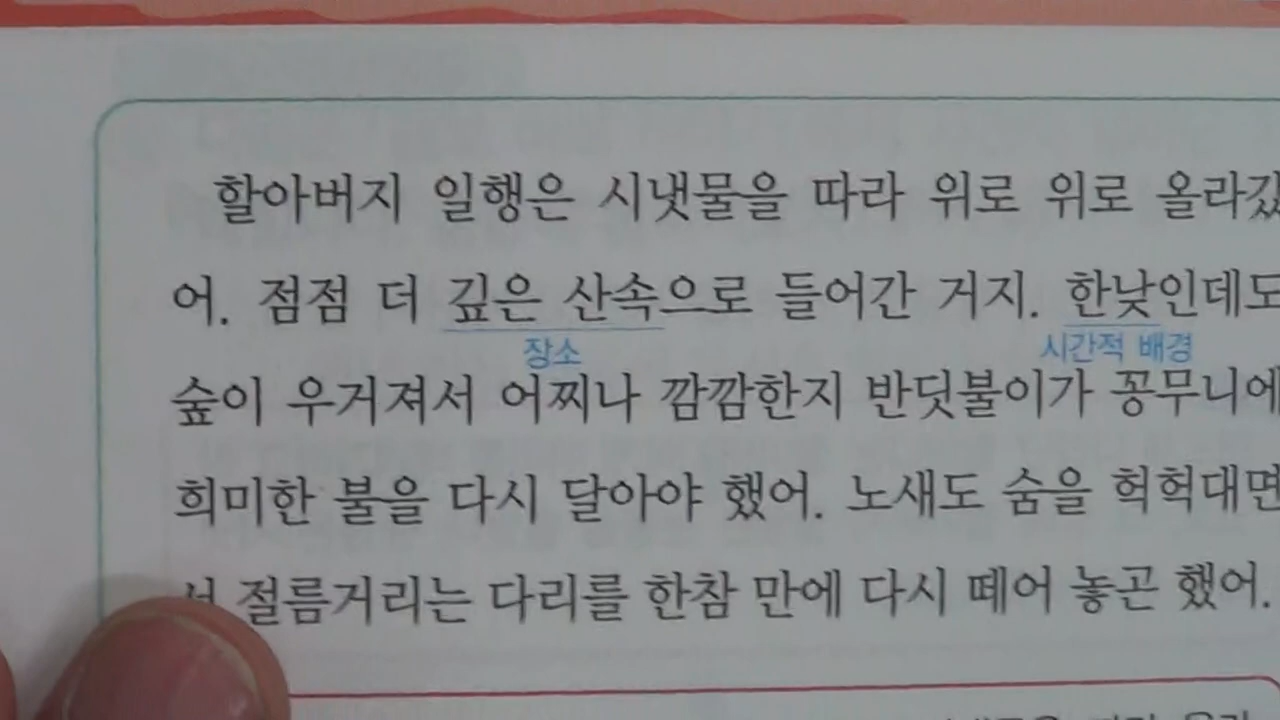 할아버지 일행은 시냇물을 따라 위로 위로 올라갔
어. 점점 더 깊은 산속으로 들어간 거지. 한낮인데도
장소 시간적 배경
숲이 우거져서 어찌나 깜깜한지 반딧불이가 꽁무니에
희미한 불을 다시 달아야 했어. 노새도 숨을 헉헉대면
서 절름거리는 다리를 한참 만에 다시 떼어 놓곤 했어.